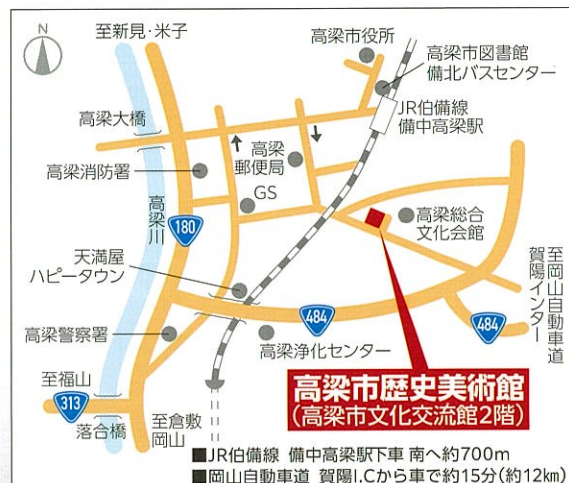 N
至新見・米子
高梁市役所
高梁市図書館
備北バスセンター
高梁大橋
JR伯備線
備中高梁駅
高梁
郵便局
高梁消防署
GS
高梁川
180
高梁総合
文化会館
天満屋
ハピータウン
至岡山自動車道
賀陽インター
484
484
高梁警察署
高梁浄化センター
至福山
313
落合橋
至倉敷
岡山
高梁市歴史美術館
(高梁市文化交流館2階)
■JR伯備線 備中高梁駅下車 南へ約700m
■岡山自動車道 賀陽I.Cから車で約15分(約12km)